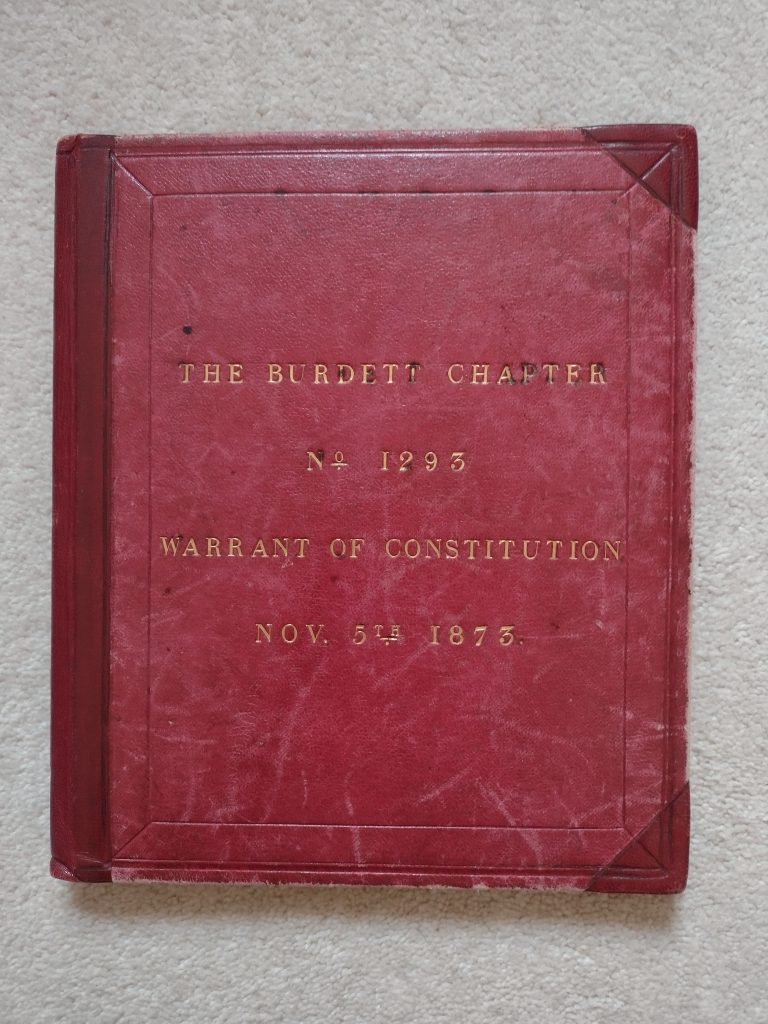 THE BURDETT CHAPTER
Nº 1293
WARRANT OF CONSTITUTION
NOV. 5TH 1873.